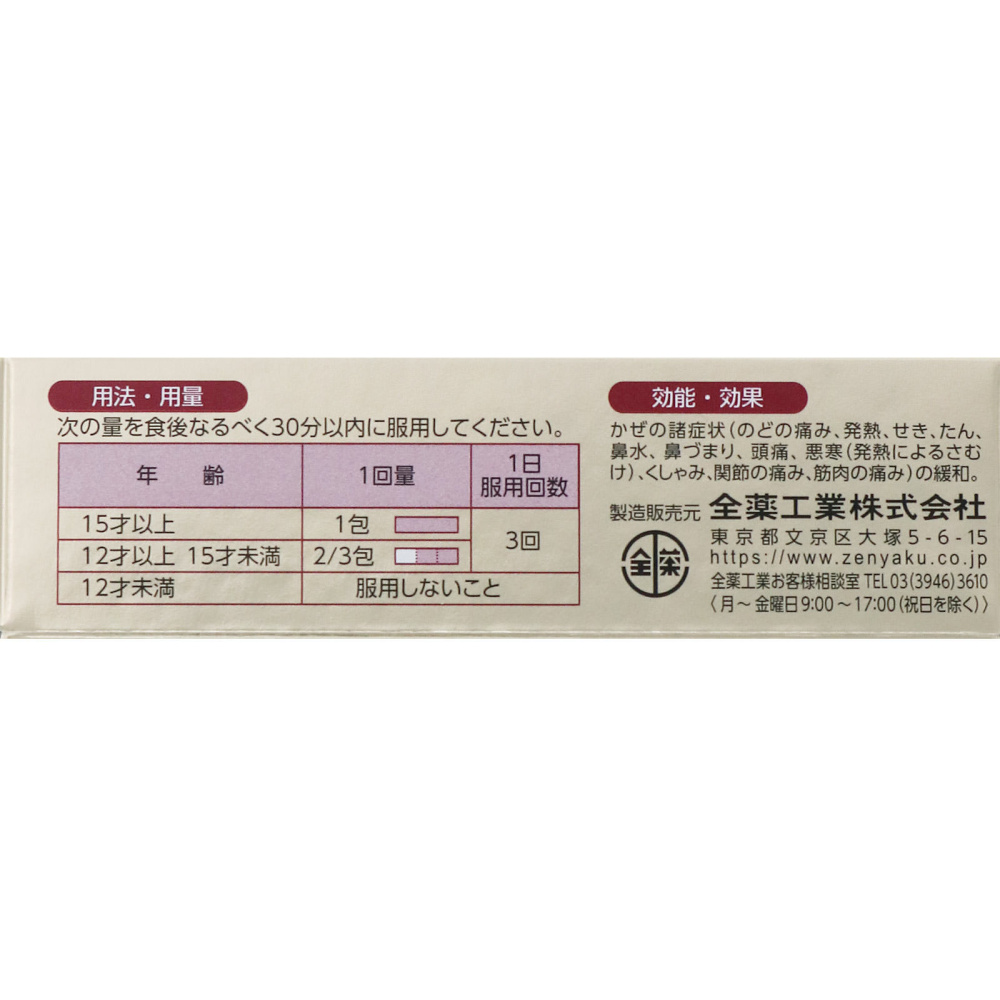 用法・用量
次の量を食後なるべく30分以内に服用してください。
年 齢 1回量 1日服用回数
15才以上 1包 3回
12才以上 15才未満 2/3包
12才未満 服用しないこと
効能・効果
かぜの諸症状(のどの痛み、発熱、せき、たん、
鼻水、鼻づまり、頭痛、悪寒(発熱によるさむ
け)、くしゃみ、関節の痛み、筋肉の痛み)の緩和。
製造販売元 全薬工業株式会社
全薬
東京都文京区大塚5-6-15
https://www.zenyaku.co.jp
全薬工業お客様相談室 TEL 03(3946)3610
〈月～金曜日9:00～17:00(祝日を除く)〉